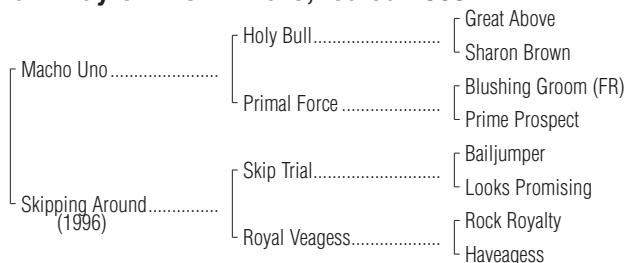 Great Above
Holy Bull
Sharon Brown
Macho Uno
Blushing Groom (FR)
Primal Force
Prime Prospect
Bailjumper
Skip Trial
Looks Promising
Skipping Around
(1996)
Rock Royalty
Royal Veagess
Haveagess